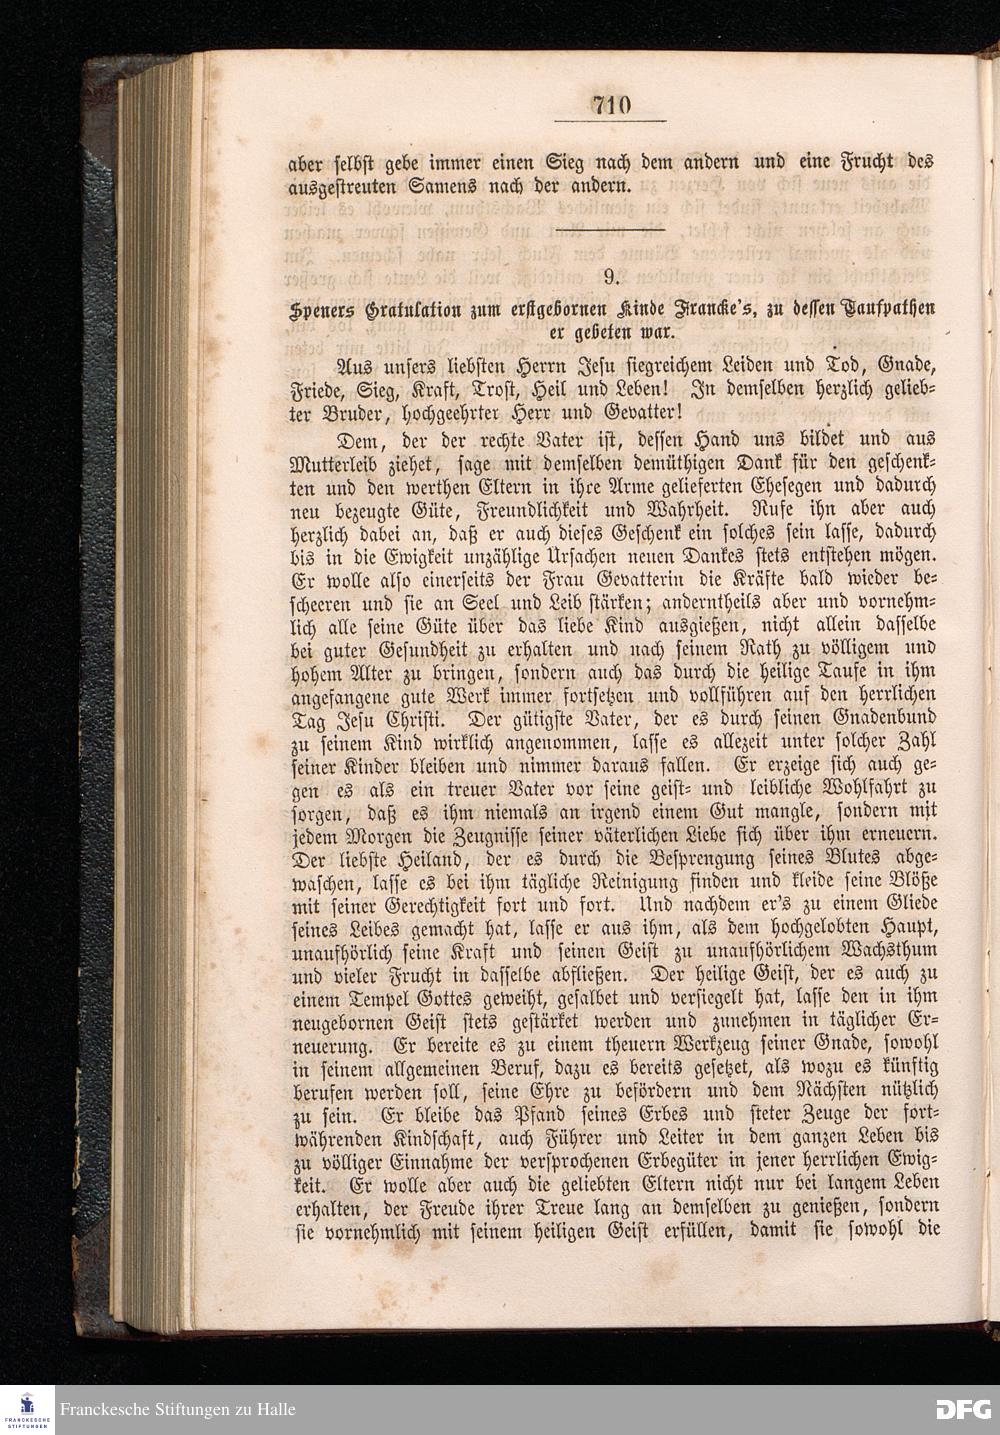 710
aber selbst gebe immer einen Sieg nach dem andern und eine Frucht des
ausgestreuten Samens nach der andern.
9.
Speners Gratulation zum erstgebornen Kinde Francke's, zu dessen Taufpathen
er gebeten war.
Aus unsers liebsten Herrn Jesu siegreichem Leiden und Tod, Gnade,
Friede, Sieg, Kraft, Trost, Heil und Leben! In demselben herzlich gelieb-
ter Bruder, hochgeehrter Herr und Gevatter!
Dem, der der rechte Vater ist, dessen Hand uns bildet und aus
Mutterleib ziehet, sage mit demselben demüthigen Dank für den geschenk-
ten und den werthen Eltern in ihre Arme gelieferten Ehesegen und dadurch
neu bezeugte Güte, Freundlichkeit und Wahrheit. Rufe ihn aber auch
herzlich dabei an, daß er auch dieses Geschenk ein solches sein lasse, dadurch
bis in die Ewigkeit unzählige Ursachen neuen Dankes stets entstehen mögen.
Er wolle also einerseits der Frau Gevatterin die Kräfte bald wieder be-
scheeren und sie an Seel und Leib stärken; anderntheils aber und vornehm-
lich alle seine Güte über das liebe Kind ausgießen, nicht allein dasselbe
bei guter Gesundheit zu erhalten und nach seinem Rath zu völligem und
hohem Alter zu bringen, sondern auch das durch die heilige Taufe in ihm
angefangene gute Werk immer fortsetzen und vollführen auf den herrlichen
Tag Jesu Christi. Der gütigste Vater, der es durch seinen Gnadenbund
zu seinem Kind wirklich angenommen, lasse es allezeit unter solcher Zahl
seiner Kinder bleiben und nimmer daraus fallen. Er erzeige sich auch ge-
gen es als ein treuer Vater vor seine geist- und leibliche Wohlfahrt zu
sorgen, daß es ihm niemals an irgend einem Gut mangle, sondern mit
jedem Morgen die Zeugnisse seiner väterlichen Liebe sich über ihm erneuern.
Der liebste Heiland, der es durch die Besprengung seines Blutes abge-
waschen, lasse es bei ihm tägliche Reinigung finden und kleide seine Blöße
mit seiner Gerechtigkeit fort und fort. Und nachdem er's zu einem Gliede
seines Leibes gemacht hat, lasse er aus ihm, als dem hochgelobten Haupt,
unaufhörlich seine Kraft und seinen Geist zu unaufhörlichem Wachsthum
und vieler Frucht in dasselbe abfließen. Der heilige Geist, der es auch zu
einem Tempel Gottes geweiht, gesalbet und versiegelt hat, lasse den in ihm
neugebornen Geist stets gestärket werden und zunehmen in täglicher Er-
neuerung. Er bereite es zu einem theuern Werkzeug seiner Gnade, sowohl
in seinem allgemeinen Beruf, dazu es bereits gesetzet, als wozu es künftig
berufen werden soll, seine Ehre zu befördern und dem Nächsten nützlich
zu sein. Er bleibe das Pfand seines Erbes und steter Zeuge der fort-
währenden Kindschaft, auch Führer und Leiter in dem ganzen Leben bis
zu völliger Einnahme der versprochenen Erbegüter in jener herrlichen Ewig-
keit. Er wolle aber auch die geliebten Eltern nicht nur bei langem Leben
erhalten, der Freude ihrer Treue lang an demselben zu genießen, sondern
sie vornehmlich mit seinem heiligen Geist erfüllen, damit sie sowohl die
FRANCKESCHE
STIFTUNGEN
Franckesche Stiftungen zu Halle
DFG